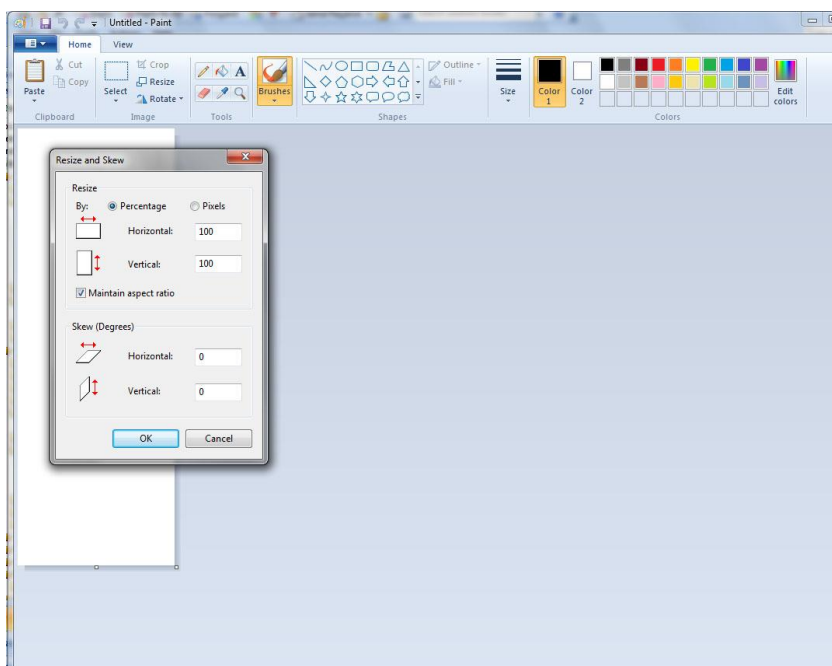 Untitled - Paint
Home View
Cut
Copy
Paste
Clipboard
Select
Crop
Resize
Rotate
Image
A
Tools
Brushes
Outline
Fill
Shapes
Size
Color 1
Color 2
Edit colors
Colors
Resize and Skew
Resize
By: Percentage Pixels
Horizontal: 100
Vertical: 100
Maintain aspect ratio
Skew (Degrees)
Horizontal: 0
Vertical: 0
OK Cancel